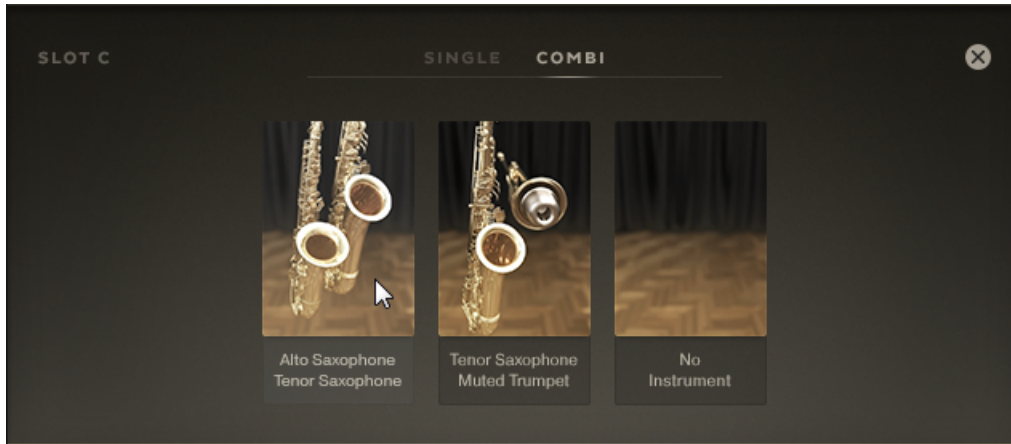 SLOT C
SINGLE COMBI
Alto Saxophone
Tenor Saxophone
Tenor Saxophone
Muted Trumpet
No
Instrument